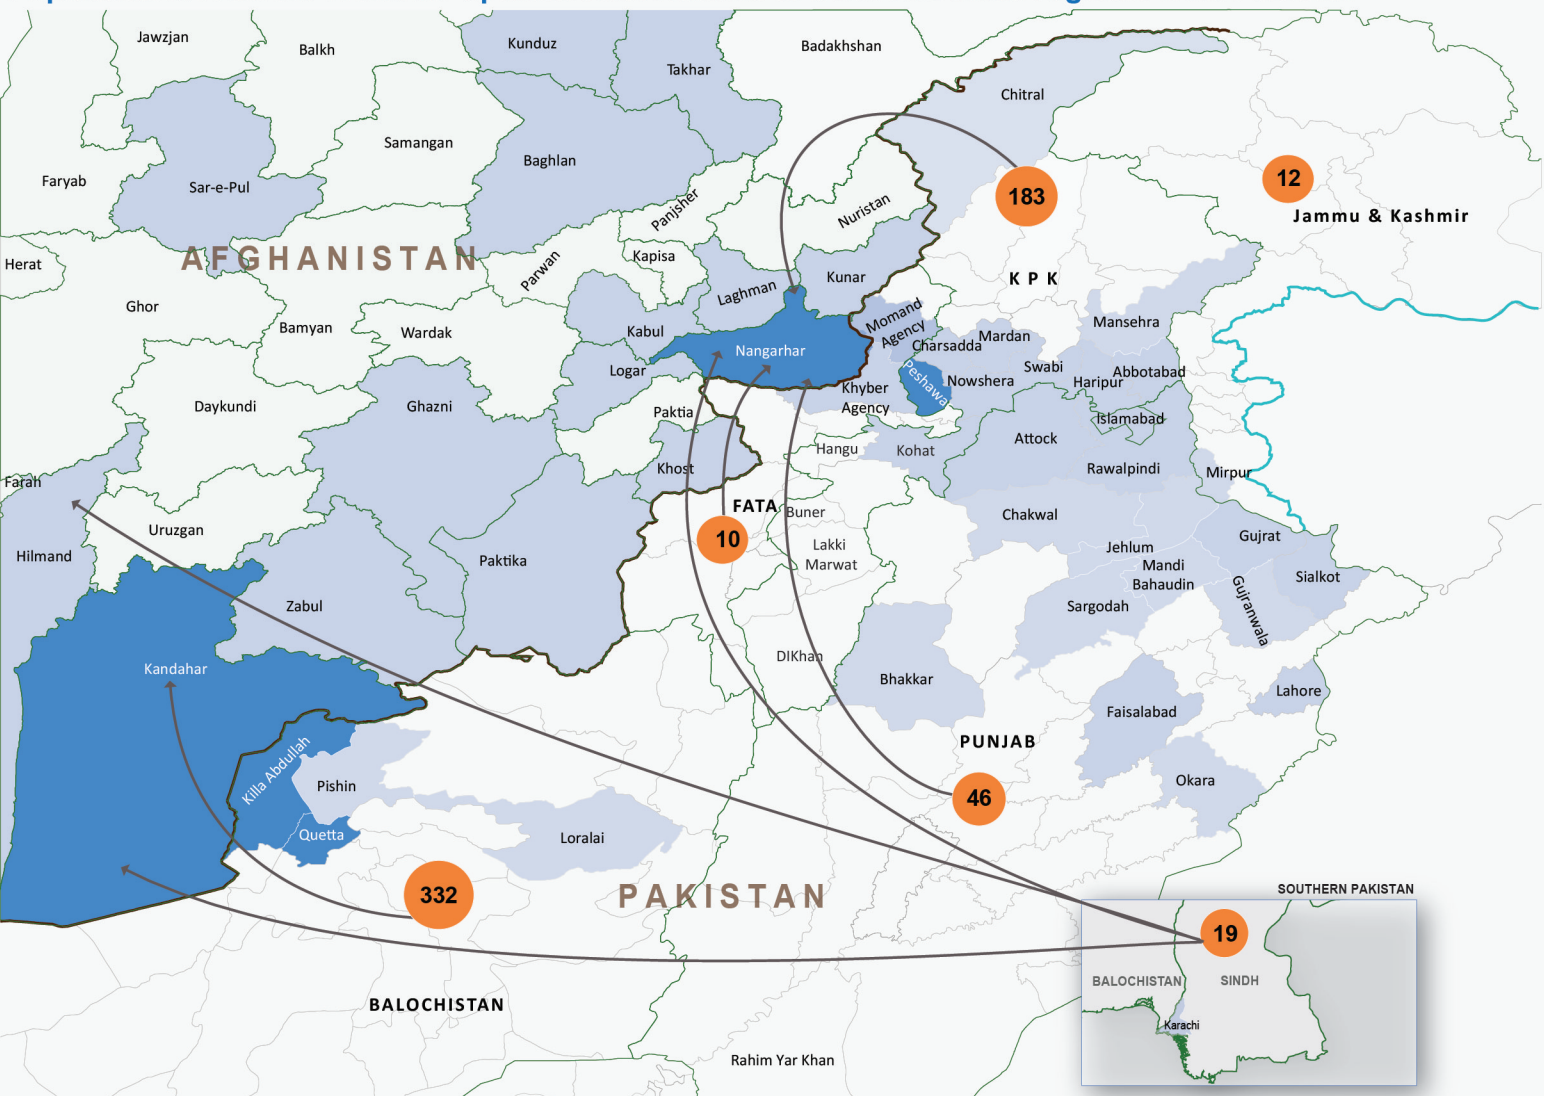 Jawzjan
Balkh
Kunduz
Takhar
Badakhshan
Chitral
Samangan
Baghlan
Faryab
Sar-e-Pul
183
12
Jammu & Kashmir
Panjsher
Nuristan
AFGHANISTAN
Herat
Parwan
Kapisa
Laghman
Kunar
KPK
Ghor
Bamyan
Wardak
Kabul
Momand
Agency
Mansehra
Nangarhar
Charsadda
Mardan
Logar
Khyber
Agency
Peshawa
Nowshera
Swabi
Haripur
Abbotabad
Daykundi
Ghazni
Paktia
Islamabad
Attock
Hangu
Kohat
Khost
Rawalpindi
Mirpur
Farah
FATA
Buner
Chakwal
Uruzgan
10
Gujrat
Hilmand
Paktika
Lakki
Marwat
Jehlum
Mandi
Bahaudin
Sialkot
Zabul
Sargodah
Gujranwala
Kandahar
DIKhan
Bhakkar
Lahore
Faisalabad
PUNJAB
Killa Abdullah
Pishin
46
Okara
Quetta
Loralai
332
PAKISTAN
SOUTHERN PAKISTAN
19
BALOCHISTAN
SINDH
BALOCHISTAN
Karachi
Rahim Yar Khan